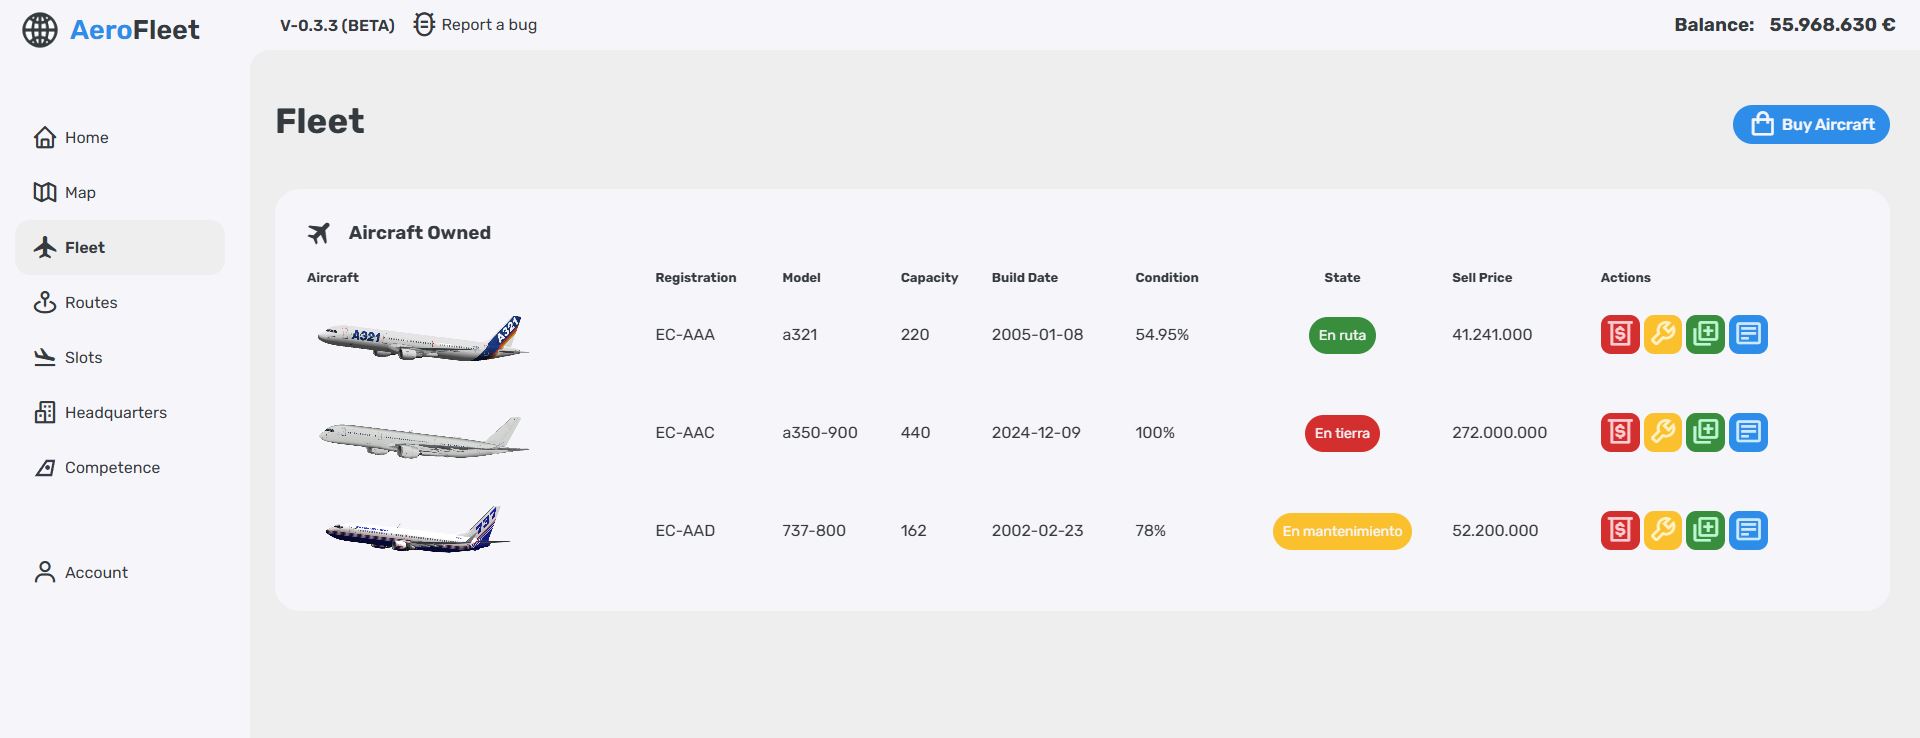 AeroFleet
V-0.3.3 (BETA) Report a bug
Balance: 55.968.630 €
Home
Map
Fleet
Routes
Slots
Headquarters
Competence
Account
Fleet
Buy Aircraft
Aircraft Owned
Aircraft Registration Model Capacity Build Date Condition State Sell Price Actions
A321 A321 EC-AAA a321 220 2005-01-08 54.95% En ruta 41.241.000
EC-AAC a350-900 440 2024-12-09 100% En tierra 272.000.000
737 EC-AAD 737-800 162 2002-02-23 78% En mantenimiento 52.200.000